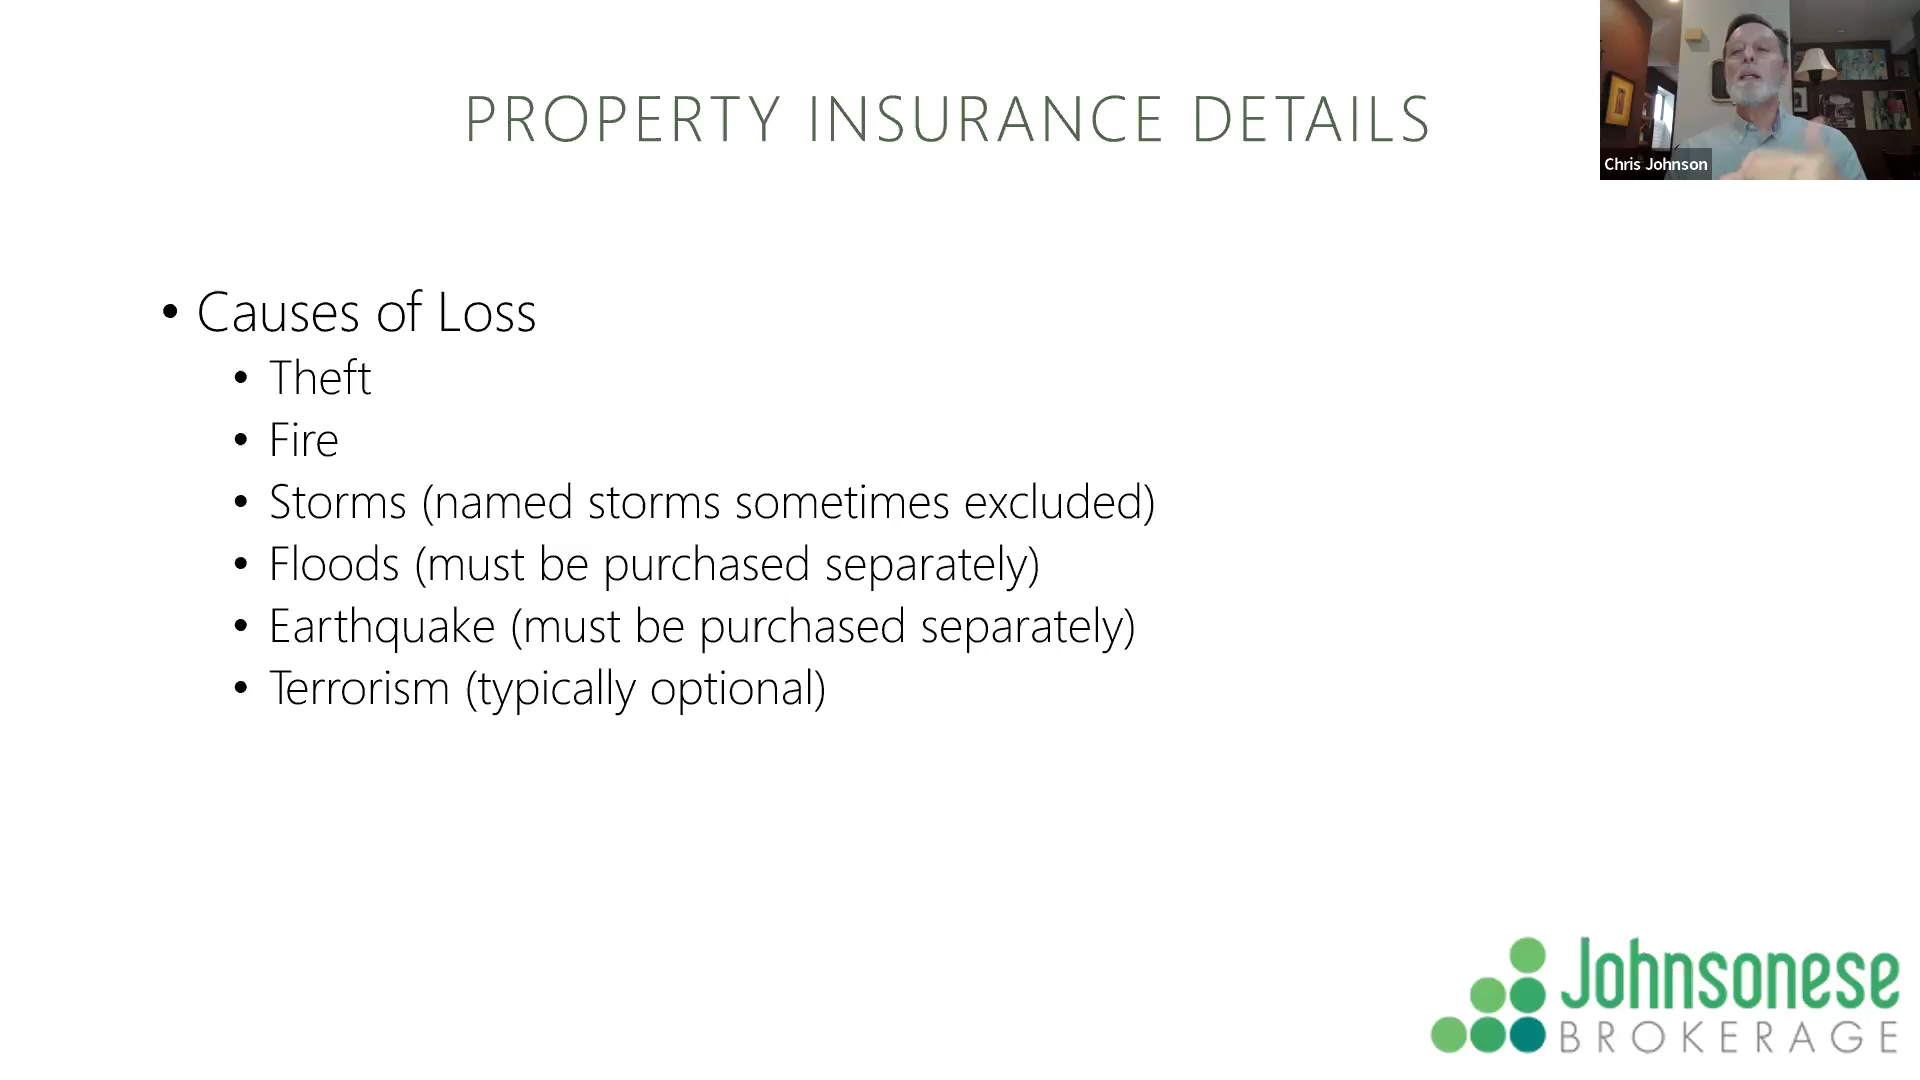 PROPERTY INSURANCE DETAILS
Chris Johnson
• Causes of Loss
• Theft
• Fire
• Storms (named storms sometimes excluded)
• Floods (must be purchased separately)
• Earthquake (must be purchased separately)
• Terrorism (typically optional)
Johnsonese
BROKERAGE